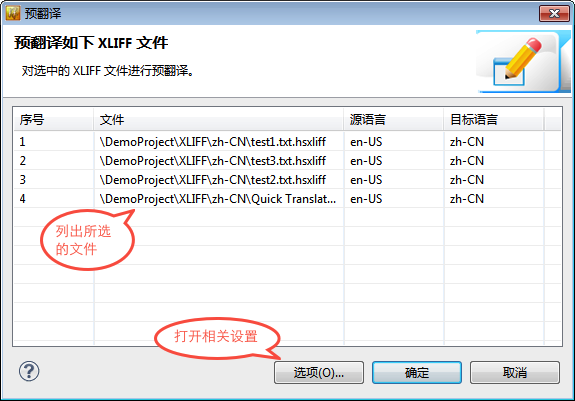 预翻译
预翻译如下 XLIFF 文件
对选中的 XLIFF 文件进行预翻译。
序号 文件 源语言 目标语言
1 \DemoProject\XLIFF\zh-CN\test1.txt.hsxliff en-US zh-CN
2 \DemoProject\XLIFF\zh-CN\test3.txt.hsxliff en-US zh-CN
3 \DemoProject\XLIFF\zh-CN\test2.txt.hsxliff en-US zh-CN
4 \DemoProject\XLIFF\zh-CN\Quick Translat... en-US zh-CN
列出所选
的文件
打开相关设置
? 选项(O)... 确定 取消